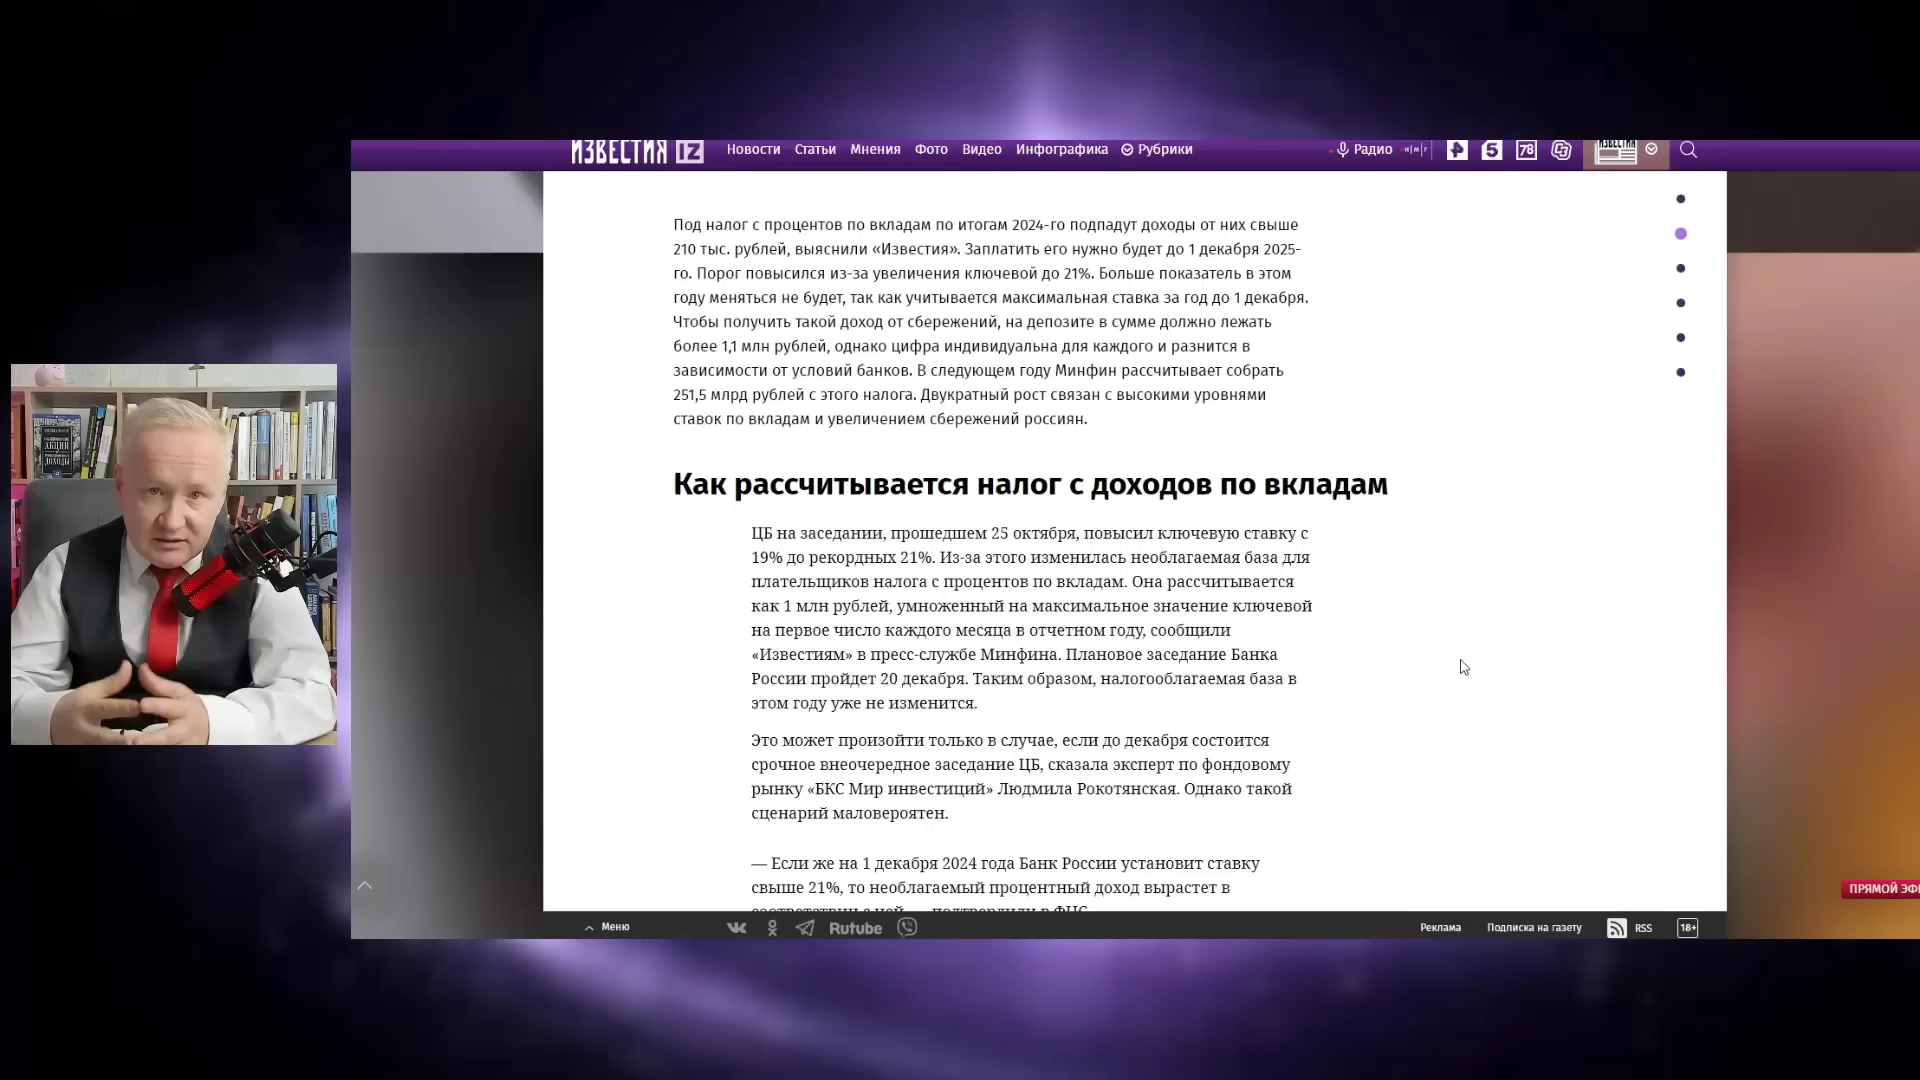 ИЗВЕСТИЯ IZ Новости Статьи Мнения Фото Видео Инфографика Рубрики Радио 5 78 ИЗВЕСТИЯ
Под налог с процентов по вкладам по итогам 2024-го подпадут доходы от них свыше
210 тыс. рублей, выяснили «Известия». Заплатить его нужно будет до 1 декабря 2025-
го. Порог повысился из-за увеличения ключевой до 21%. Больше показатель в этом
году меняться не будет, так как учитывается максимальная ставка за год до 1 декабря.
Чтобы получить такой доход от сбережений, на депозите в сумме должно лежать
более 1,1 млн рублей, однако цифра индивидуальна для каждого и разнится в
зависимости от условий банков. В следующем году Минфин рассчитывает собрать
251,5 млрд рублей с этого налога. Двукратный рост связан с высокими уровнями
ставок по вкладам и увеличением сбережений россиян.
Как рассчитывается налог с доходов по вкладам
ЦБ на заседании, прошедшем 25 октября, повысил ключевую ставку с
19% до рекордных 21%. Из-за этого изменилась необлагаемая база для
плательщиков налога с процентов по вкладам. Она рассчитывается
как 1 млн рублей, умноженный на максимальное значение ключевой
на первое число каждого месяца в отчетном году, сообщили
«Известиям» в пресс-службе Минфина. Плановое заседание Банка
России пройдет 20 декабря. Таким образом, налогооблагаемая база в
этом году уже не изменится.
Это может произойти только в случае, если до декабря состоится
срочное внеочередное заседание ЦБ, сказала эксперт по фондовому
рынку «БКС Мир инвестиций» Людмила Рокотянская. Однако такой
сценарий маловероятен.
— Если же на 1 декабря 2024 года Банк России установит ставку
свыше 21%, то необлагаемый процентный доход вырастет в
соответствии с ней, — подтвердили в ФНС.
ПРЯМОЙ ЭФИ
Меню Rutube Реклама Подписка на газету RSS 18+
АКЦИИ
ДОХОДЫ